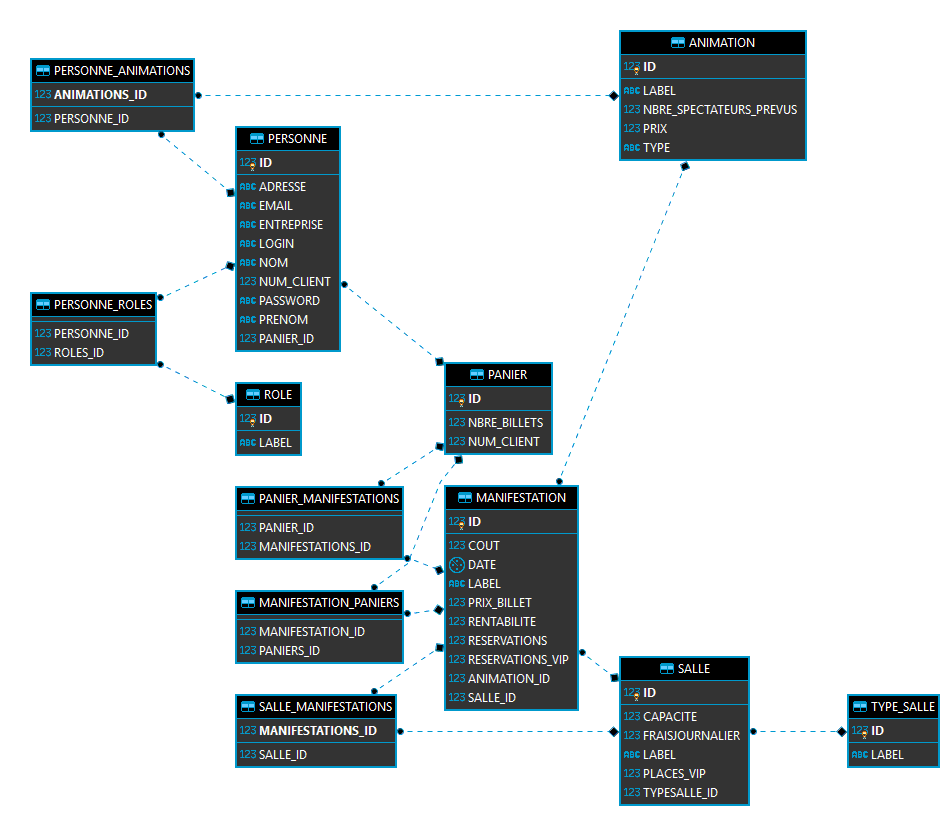 PERSONNE_ANIMATIONS
123 ANIMATIONS_ID
123 PERSONNE_ID
ANIMATION
123 ID
ABC LABEL
123 NBRE_SPECTATEURS_PREVUS
123 PRIX
ABC TYPE
PERSONNE
123 ID
ABC ADRESSE
ABC EMAIL
ABC ENTREPRISE
ABC LOGIN
ABC NOM
123 NUM_CLIENT
ABC PASSWORD
ABC PRENOM
123 PANIER_ID
PERSONNE_ROLES
123 PERSONNE_ID
123 ROLES_ID
ROLE
123 ID
ABC LABEL
PANIER
123 ID
123 NBRE_BILLETS
123 NUM_CLIENT
PANIER_MANIFESTATIONS
123 PANIER_ID
123 MANIFESTATIONS_ID
MANIFESTATION
123 ID
123 COUT
DATE
ABC LABEL
123 PRIX_BILLET
123 RENTABILITE
123 RESERVATIONS
123 RESERVATIONS_VIP
123 ANIMATION_ID
123 SALLE_ID
MANIFESTATION_PANIERS
123 MANIFESTATION_ID
123 PANIERS_ID
SALLE_MANIFESTATIONS
123 MANIFESTATIONS_ID
123 SALLE_ID
SALLE
123 ID
123 CAPACITE
123 FRAISJOURNALIER
ABC LABEL
123 PLACES_VIP
123 TYPESALLE_ID
TYPE_SALLE
123 ID
ABC LABEL